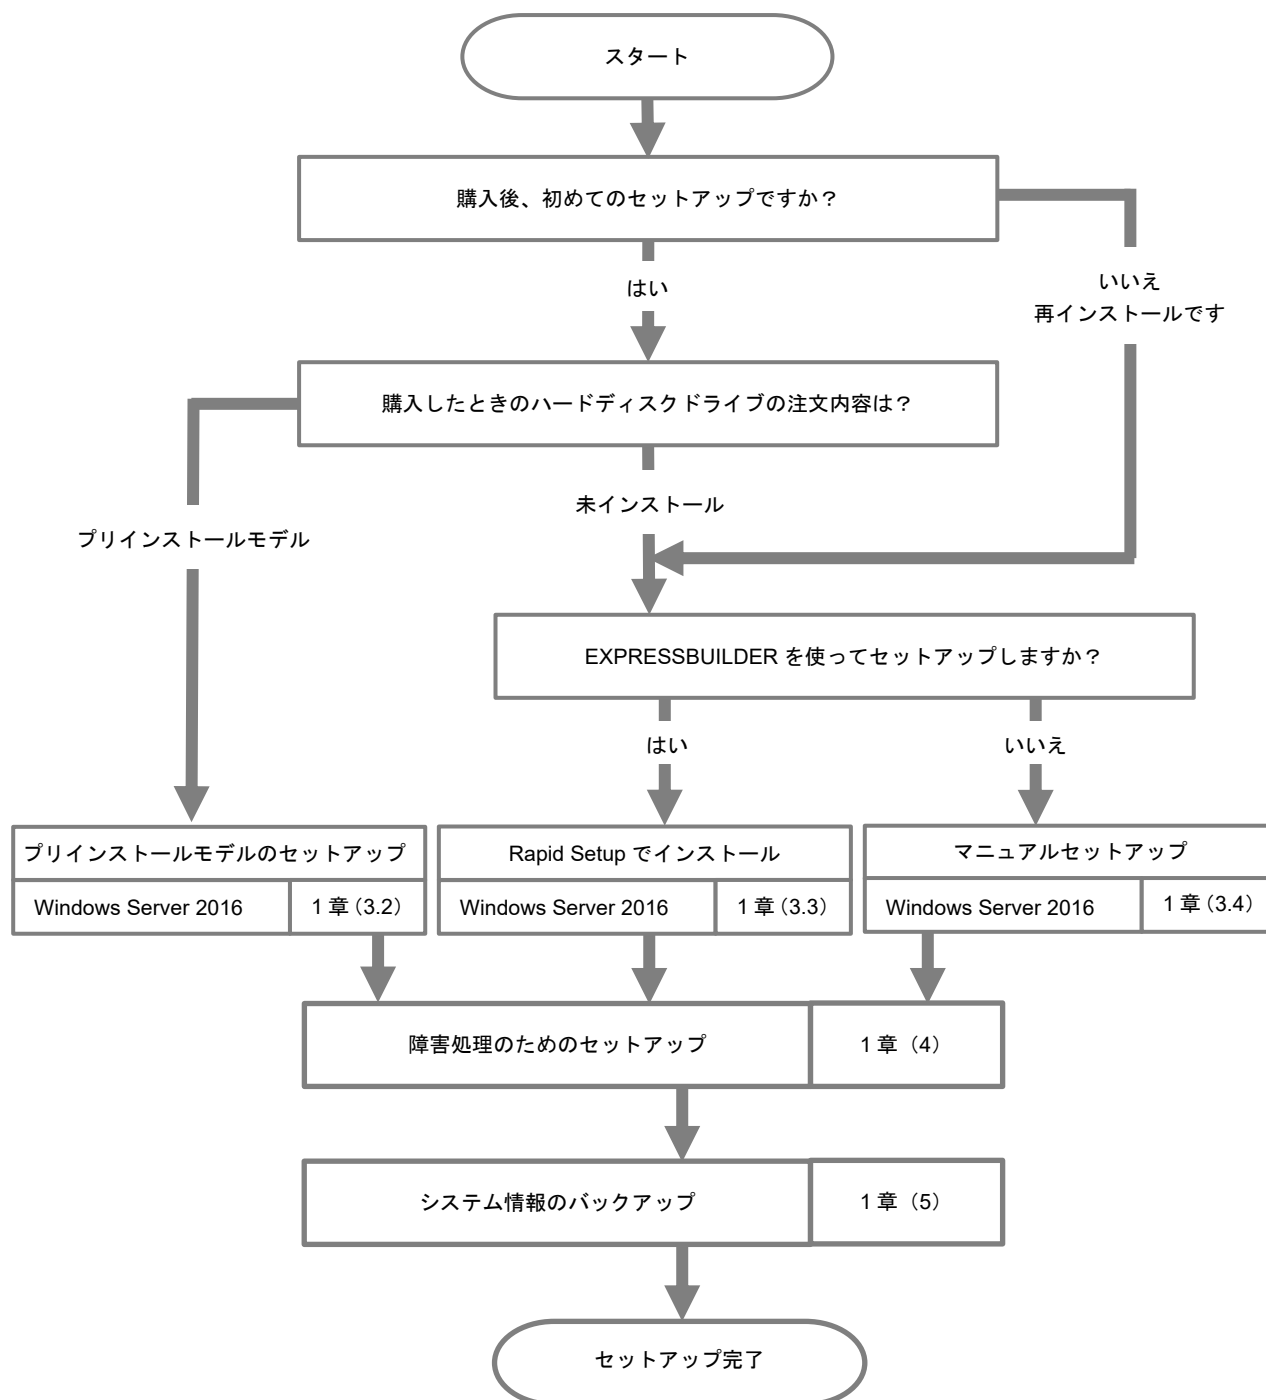 スタート
購入後、初めてのセットアップですか？
はい
いいえ
再インストールです
購入したときのハードディスクドライブの注文内容は？
未インストール
プリインストールモデル
EXPRESSBUILDER を使ってセットアップしますか？
はい
いいえ
プリインストールモデルのセットアップ
Windows Server 2016
1 章（3.2）
Rapid Setup でインストール
Windows Server 2016
1 章（3.3）
マニュアルセットアップ
Windows Server 2016
1 章（3.4）
障害処理のためのセットアップ
1 章（4）
システム情報のバックアップ
1 章（5）
セットアップ完了